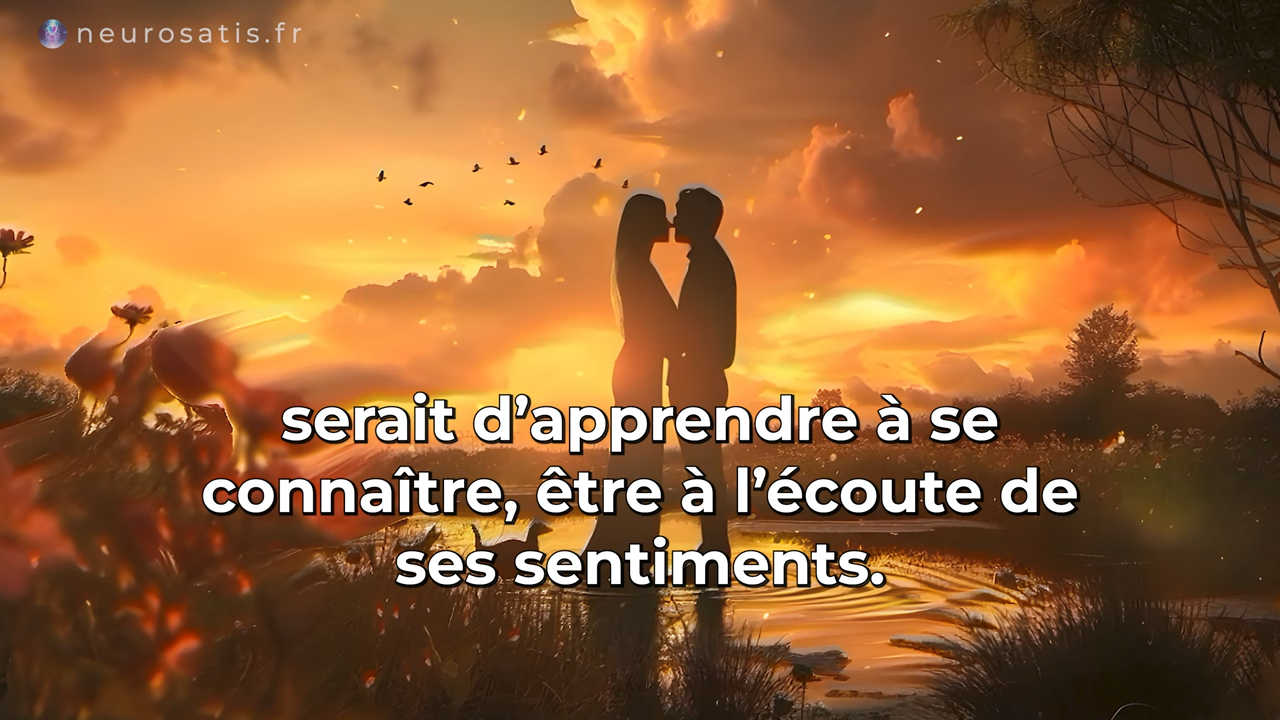 neurosatis.fr
serait d’apprendre à se
connaître, être à l’écoute de
ses sentiments.